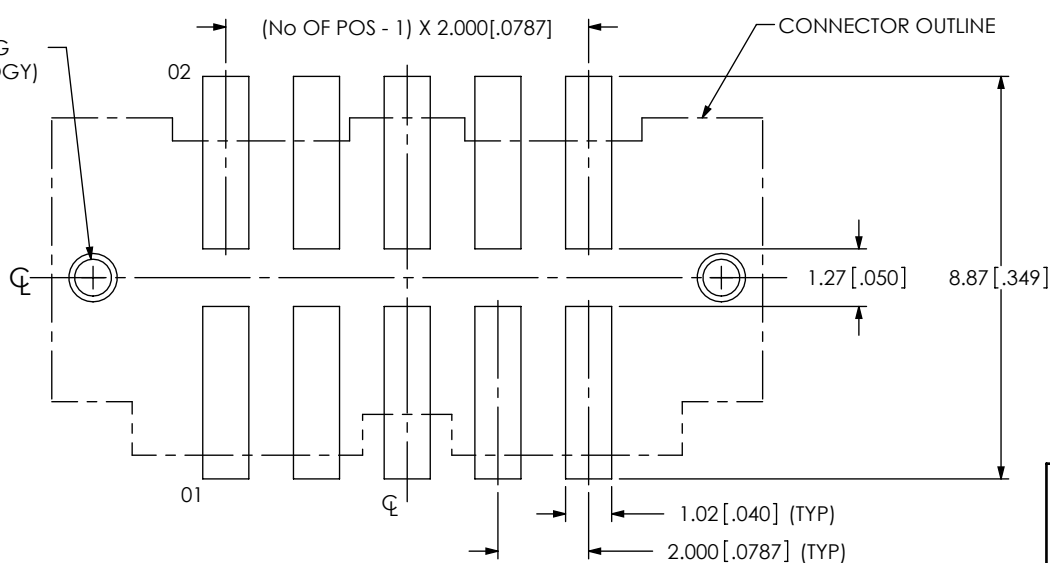 (No OF POS - 1) X 2.000[.0787]
CONNECTOR OUTLINE
02
℄
1.27[.050]
8.87[.349]
01
℄
1.02[.040] (TYP)
2.000[.0787] (TYP)